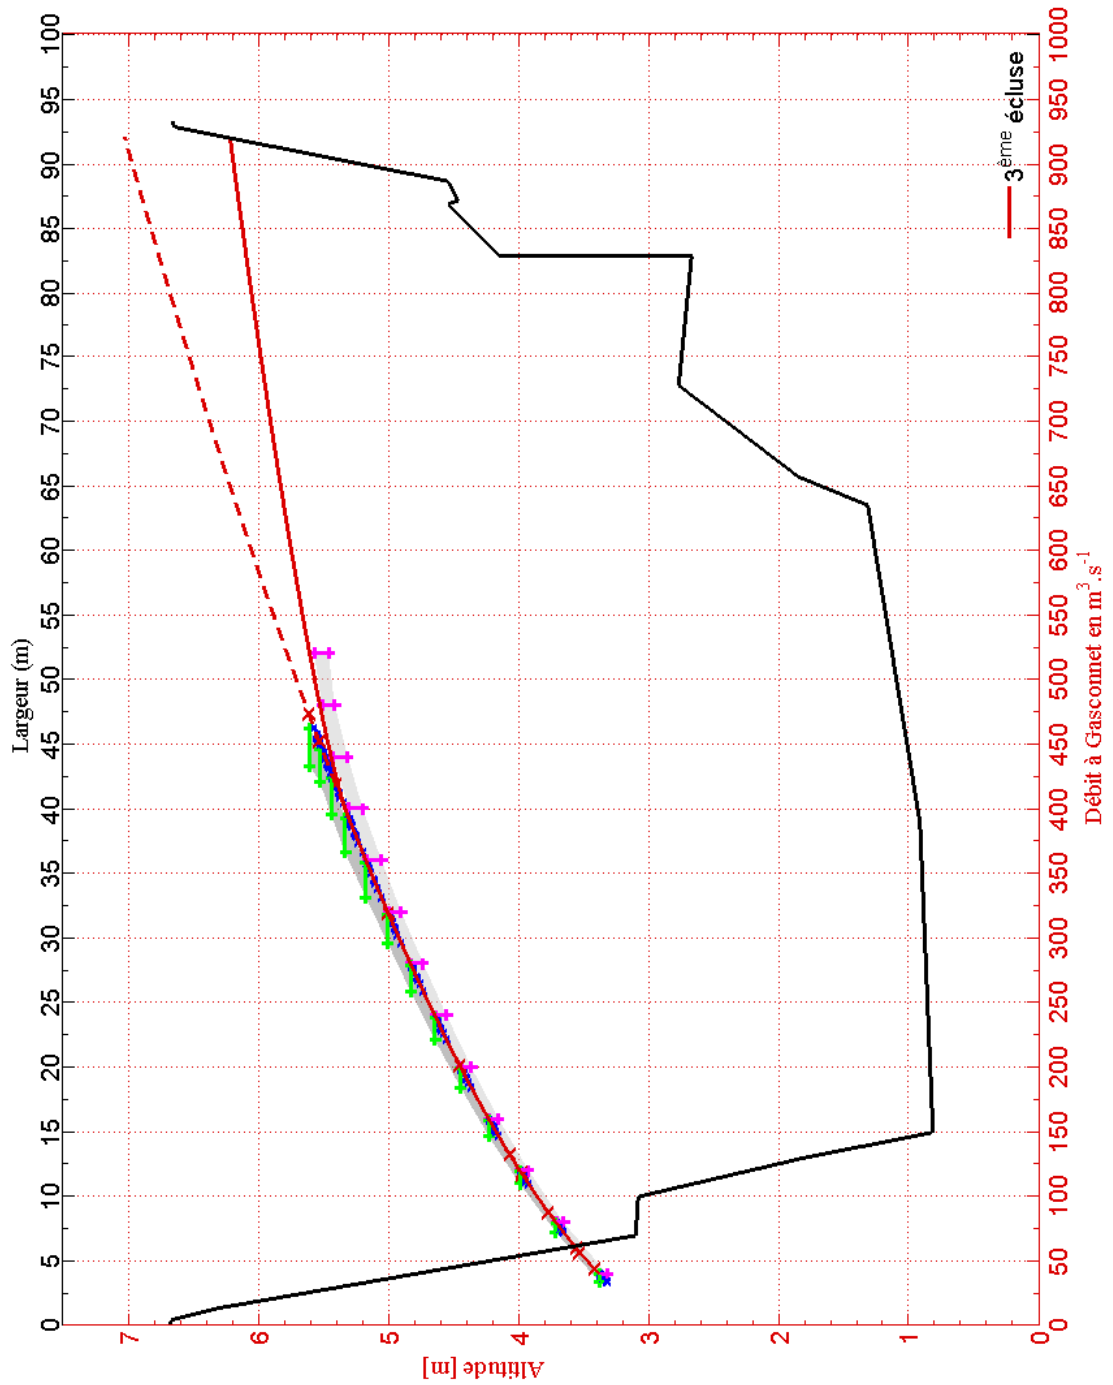 Largeur (m)
0 5 10 15 20 25 30 35 40 45 50 55 60 65 70 75 80 85 90 95 100
Altitude [m]
7
6
5
4
3
2
1
0
3ème écluse
0 50 100 150 200 250 300 350 400 450 500 550 600 650 700 750 800 850 900 950 1000
Débit à Gasconnet en m³.s⁻¹